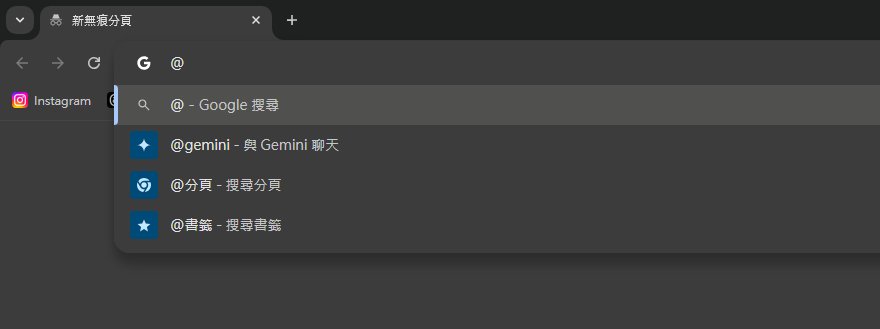 新無痕分頁
@
Instagram
@ - Google 搜尋
@gemini - 與 Gemini 聊天
@分頁 - 搜尋分頁
@書籤 - 搜尋書籤